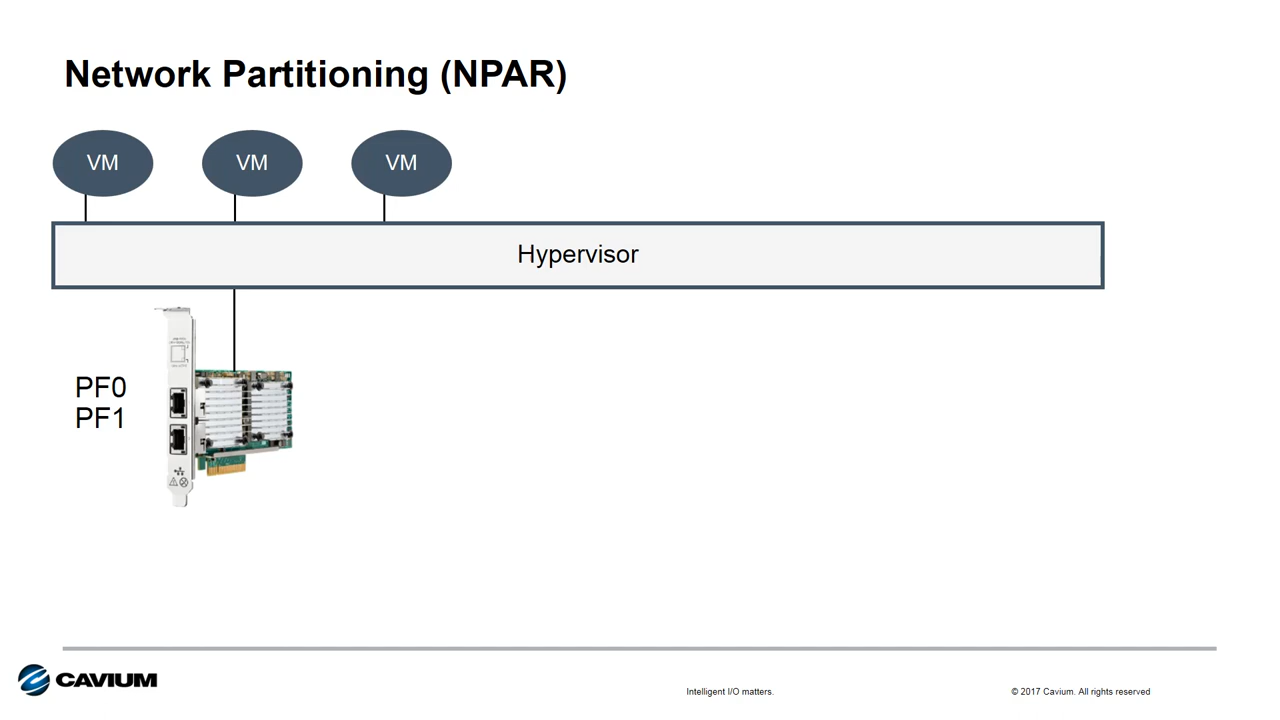 Network Partitioning (NPAR)
VM VM VM
Hypervisor
PF0
PF1
CAVIUM
Intelligent I/O matters.
© 2017 Cavium. All rights reserved